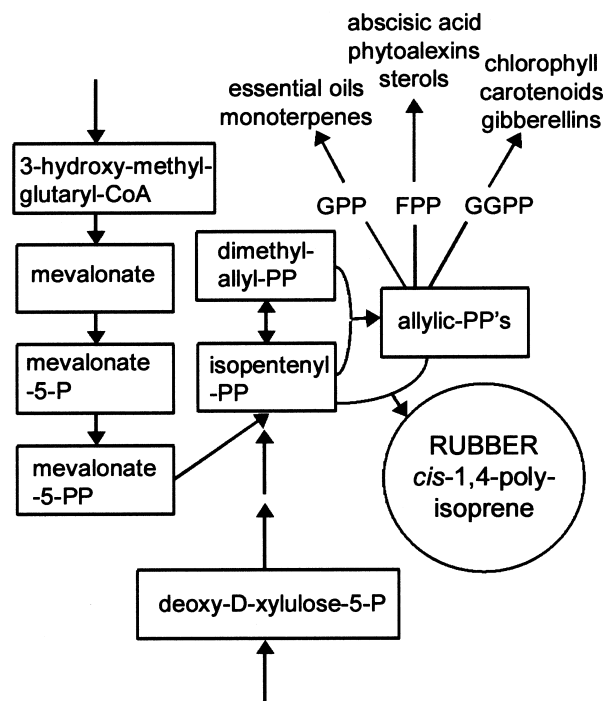 abscisic acid
phytoalexins
sterols
essential oils
monoterpenes
chlorophyll
carotenoids
gibberellins
GPP
FPP
GGPP
3-hydroxy-methyl-
glutaryl-CoA
mevalonate
mevalonate
-5-P
mevalonate
-5-PP
dimethyl-
allyl-PP
isopentenyl
-PP
allylic-PP's
RUBBER
cis-1,4-poly-
isoprene
deoxy-D-xylulose-5-P